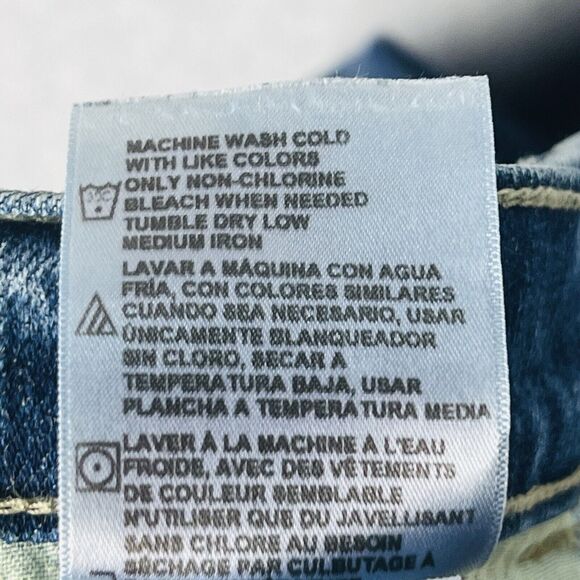 MACHINE WASH COLD
WITH LIKE COLORS
ONLY NON-CHLORINE
BLEACH WHEN NEEDED
TUMBLE DRY LOW
MEDIUM IRON
LAVAR A MÁQUINA CON AGUA
FRÍA, CON COLORES SIMILARES
CUANDO SEA NECESARIO, USAR
ÚNICAMENTE BLANQUEADOR
SIN CLORO, SECAR A
TEMPERATURA BAJA, USAR
PLANCHA A TEMPERATURA MEDIA
LAVER À LA MACHINE À L'EAU
FROIDE, AVEC DES VÊTEMENTS
DE COULEUR SEMBLABLE
N'UTILISER QUE DU JAVELLISANT
SANS CHLORE AU BESOIN
SÉCHAGE PAR CULBUTAGE À